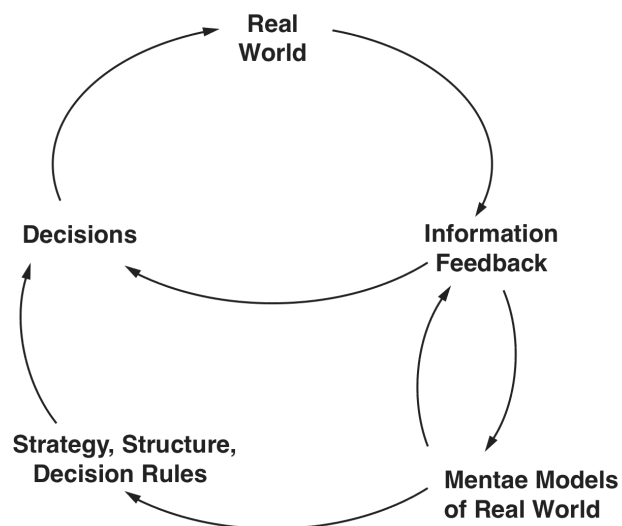 Real
World
Decisions
Information
Feedback
Strategy, Structure,
Decision Rules
Mentae Models
of Real World